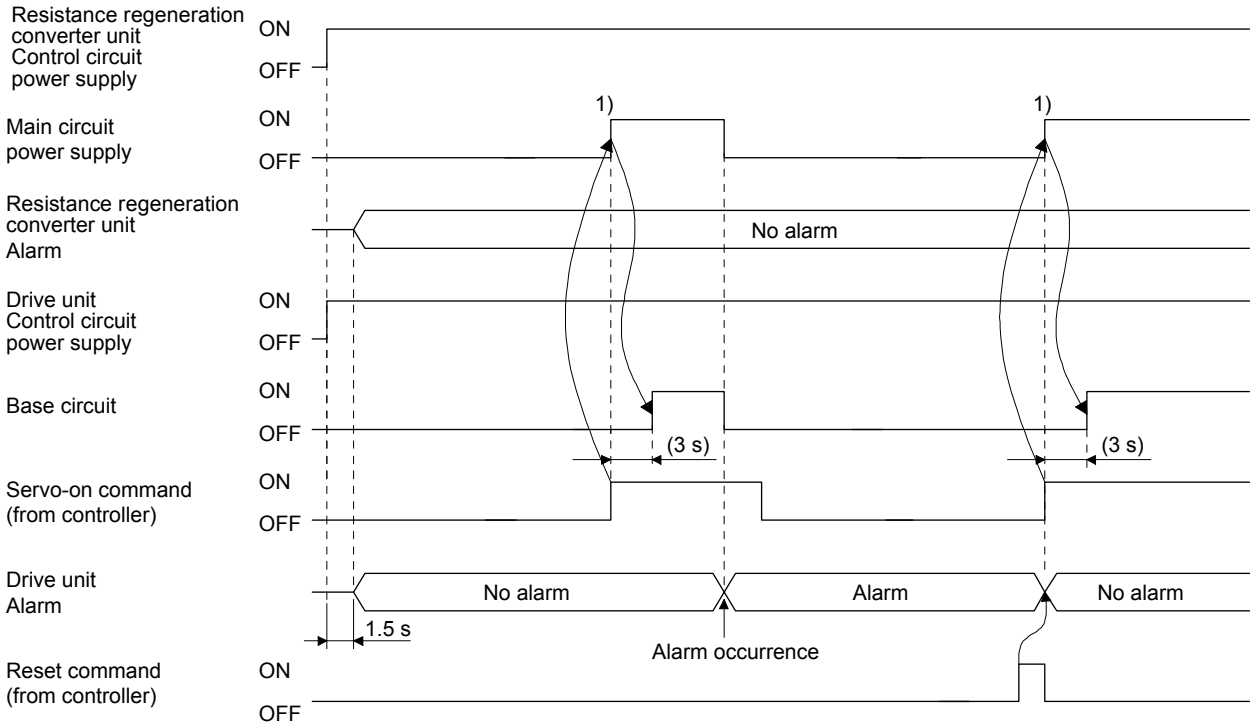 Resistance regeneration
converter unit
Control circuit
power supply
ON
OFF
Main circuit
power supply
ON
OFF
1)
1)
Resistance regeneration
converter unit
Alarm
No alarm
Drive unit
Control circuit
power supply
ON
OFF
Base circuit
ON
OFF
(3 s)
(3 s)
Servo-on command
(from controller)
ON
OFF
Drive unit
Alarm
No alarm
Alarm
No alarm
1.5 s
Alarm occurrence
Reset command
(from controller)
ON
OFF